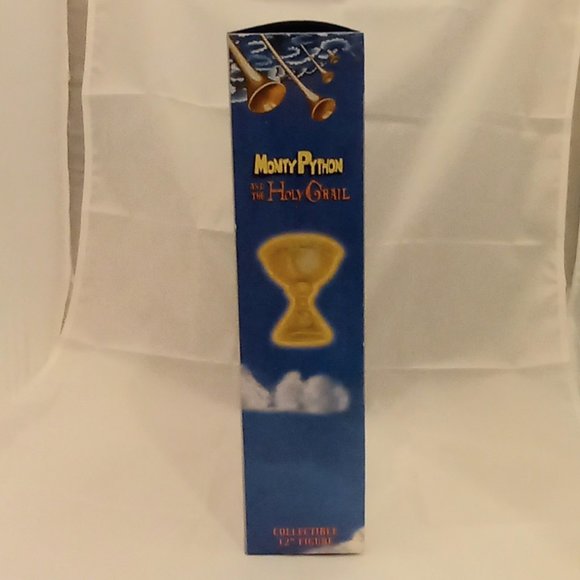 MONTY PYTHON
AND THE HOLY GRAIL
COLLECTIBLE
12" FIGURE